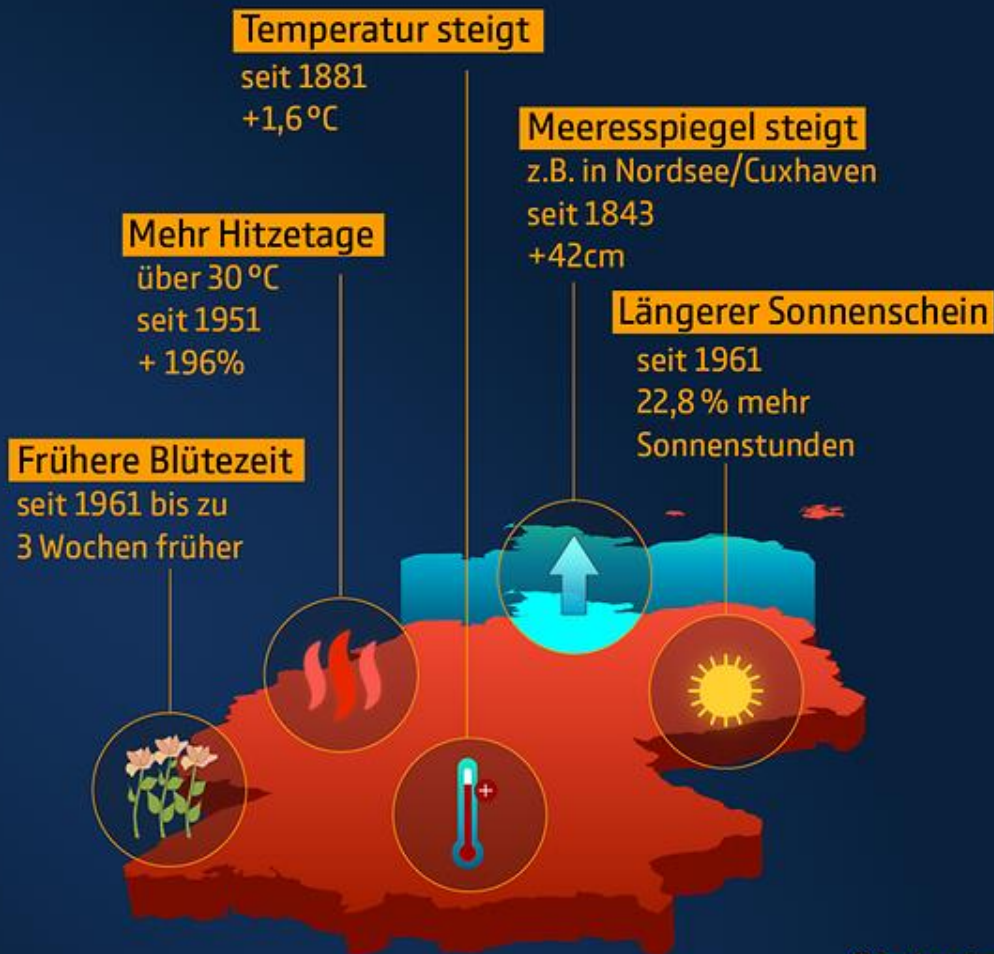 Temperatur steigt
seit 1881
+1,6 °C
Meeresspiegel steigt
z.B. in Nordsee/Cuxhaven
seit 1843
+42cm
Mehr Hitzetage
über 30 °C
seit 1951
+ 196%
Längerer Sonnenschein
seit 1961
22,8 % mehr
Sonnenstunden
Frühere Blütezeit
seit 1961 bis zu
3 Wochen früher